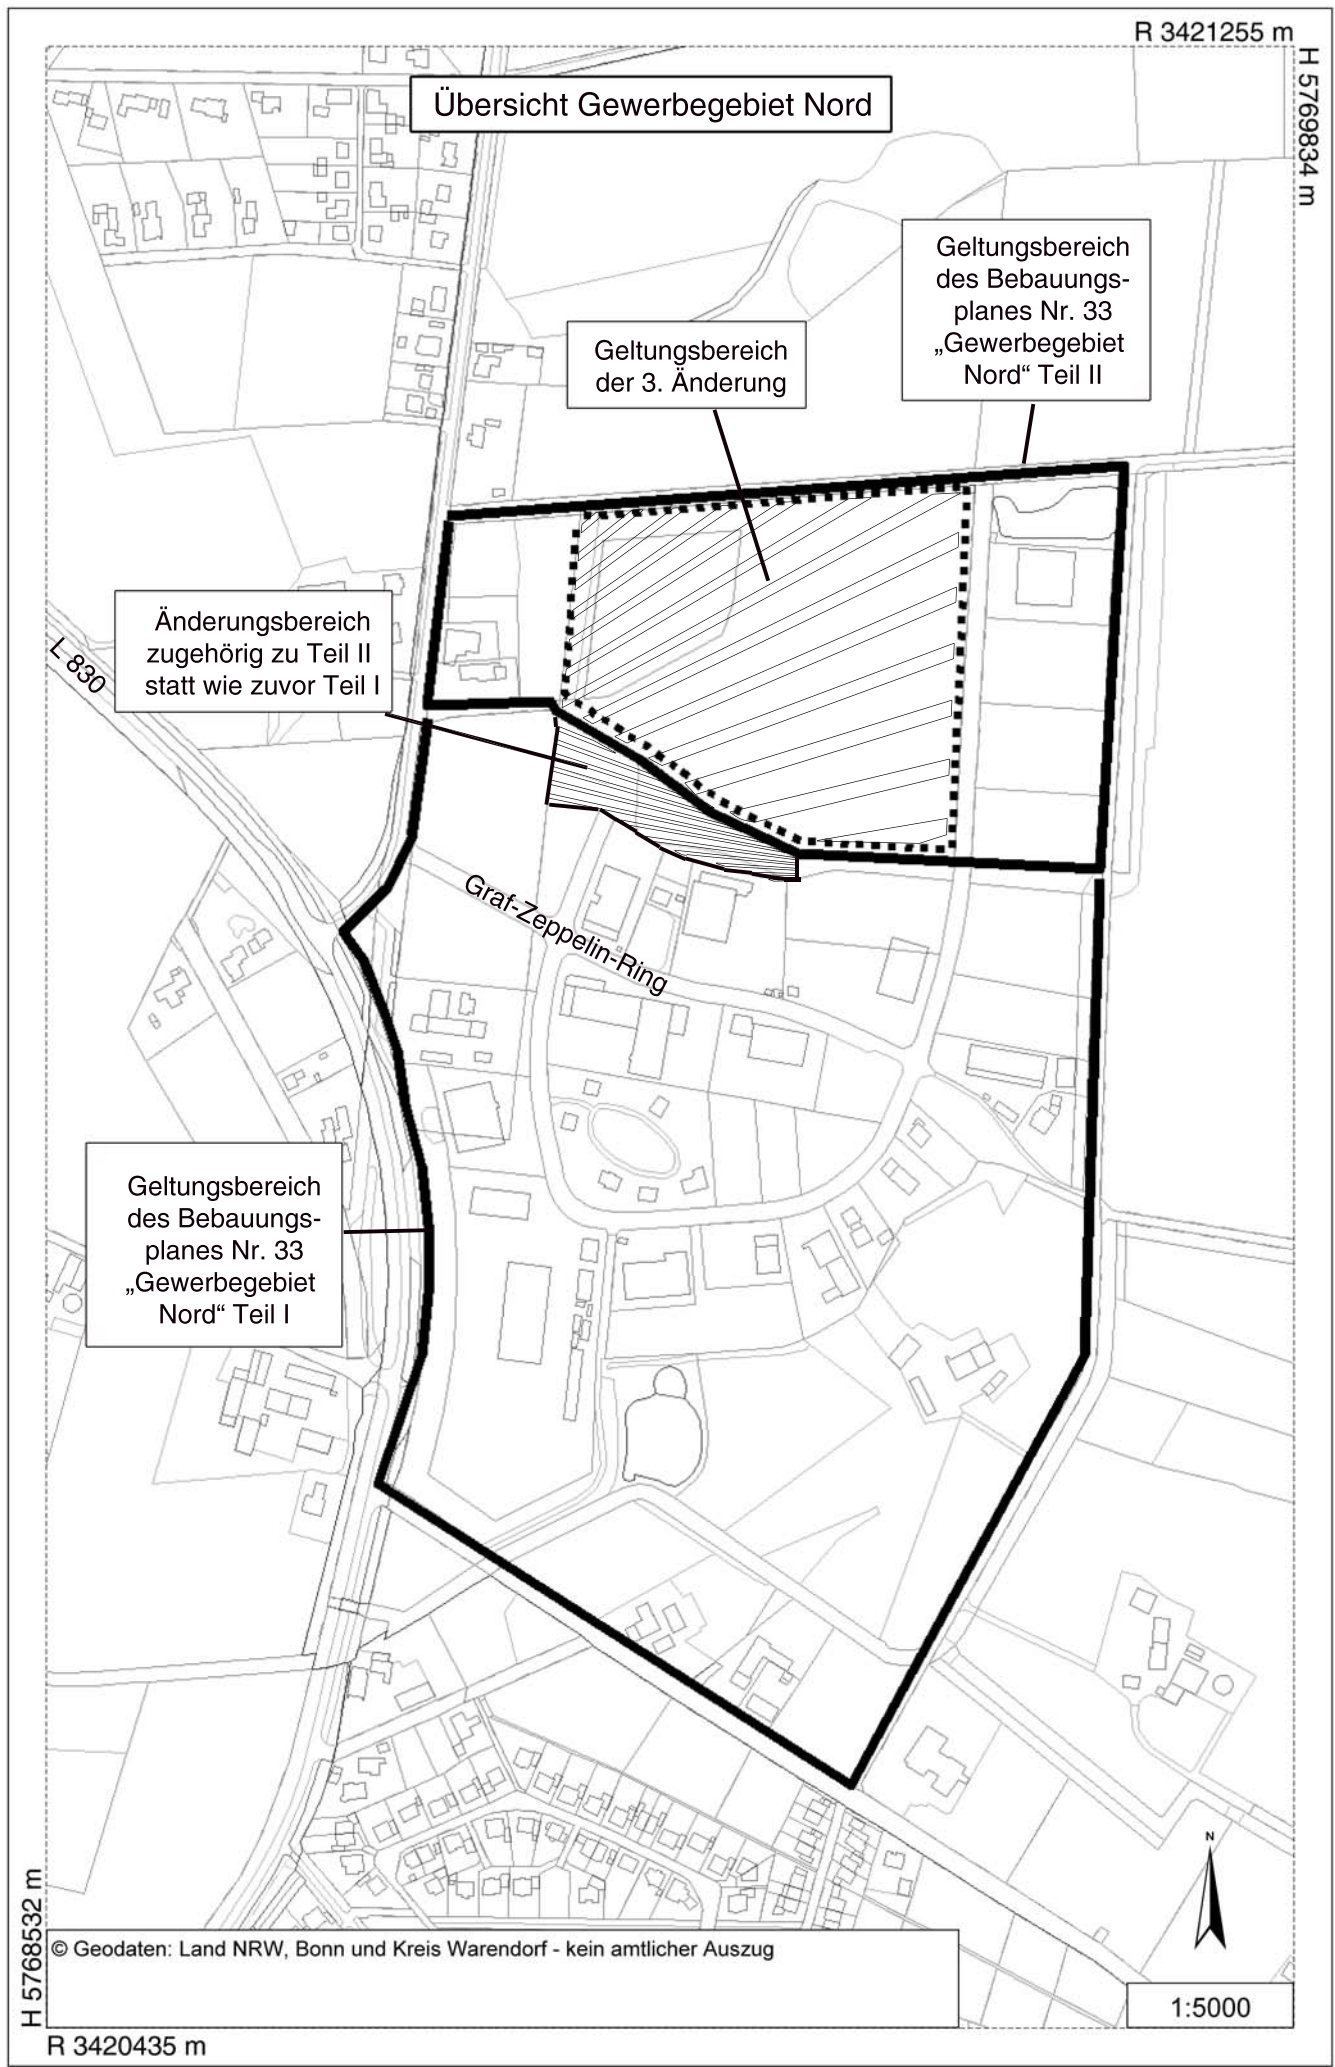 R 3421255 m
H 5769834 m
Übersicht Gewerbegebiet Nord
Geltungsbereich
des Bebauungs-
planes Nr. 33
„Gewerbegebiet
Nord“ Teil II
Geltungsbereich
der 3. Änderung
Änderungsbereich
zugehörig zu Teil II
statt wie zuvor Teil I
L 830
Graf-Zeppelin-Ring
Geltungsbereich
des Bebauungs-
planes Nr. 33
„Gewerbegebiet
Nord“ Teil I
N
© Geodaten: Land NRW, Bonn und Kreis Warendorf - kein amtlicher Auszug
1:5000
H 5768532 m
R 3420435 m